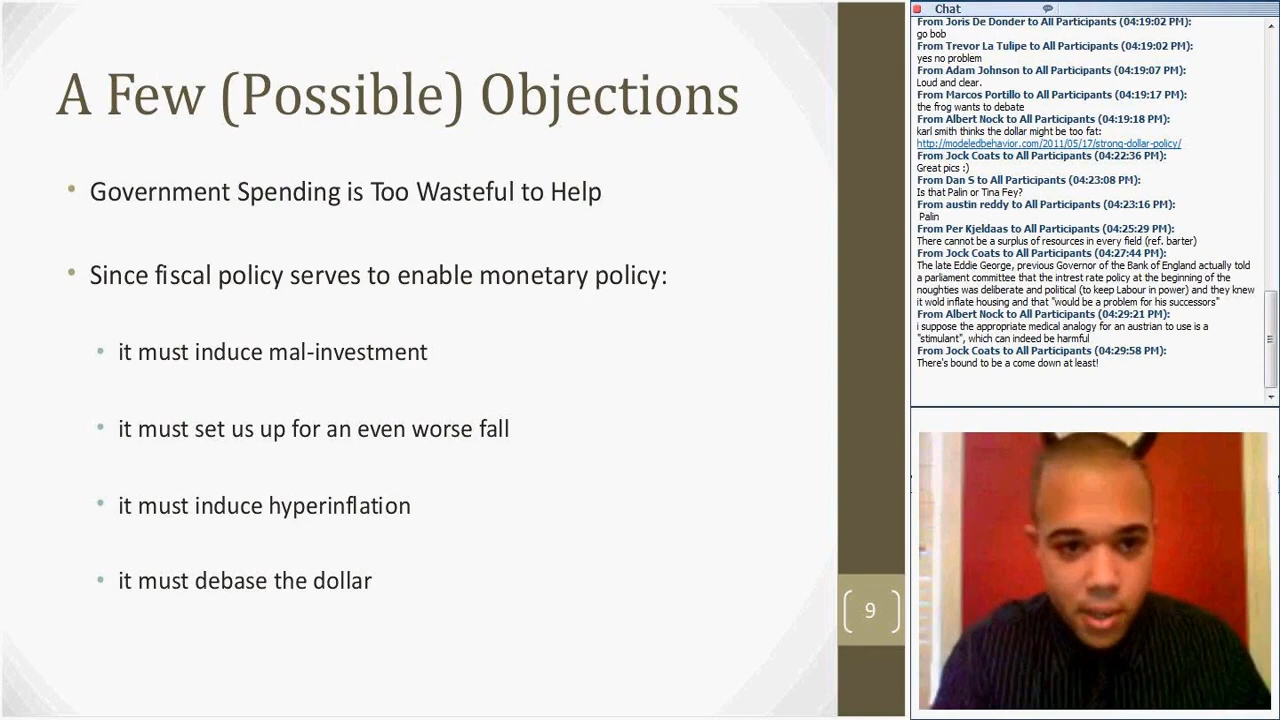 A Few (Possible) Objections
• Government Spending is Too Wasteful to Help
• Since fiscal policy serves to enable monetary policy:
• it must induce mal-investment
• it must set us up for an even worse fall
• it must induce hyperinflation
• it must debase the dollar
9
Chat
From Joris De Donder to All Participants (04:19:02 PM):
go bob
From Trevor La Tulipe to All Participants (04:19:02 PM):
yes no problem
From Adam Johnson to All Participants (04:19:07 PM):
Loud and clear.
From Marcos Portillo to All Participants (04:19:17 PM):
the frog wants to debate
From Albert Nock to All Participants (04:19:18 PM):
karl smith thinks the dollar might be too fat:
http://modeledbehavior.com/2011/05/17/strong-dollar-policy/
From Jock Coats to All Participants (04:22:36 PM):
Great pics :)
From Dan S to All Participants (04:23:08 PM):
Is that Palin or Tina Fey?
From austin reddy to All Participants (04:23:16 PM):
Palin
From Per Kjeldaas to All Participants (04:25:29 PM):
There cannot be a surplus of resources in every field (ref. barter)
From Jock Coats to All Participants (04:27:44 PM):
The late Eddie George, previous Governor of the Bank of England actually told
a parliament committee that the intrest rate policy at the beginning of the
noughties was deliberate and political (to keep Labour in power) and they knew
it wold inflate housing and that "would be a problem for his successors"
From Albert Nock to All Participants (04:29:21 PM):
i suppose the appropriate medical analogy for an austrian to use is a
"stimulant", which can indeed be harmful
From Jock Coats to All Participants (04:29:58 PM):
There's bound to be a come down at least!